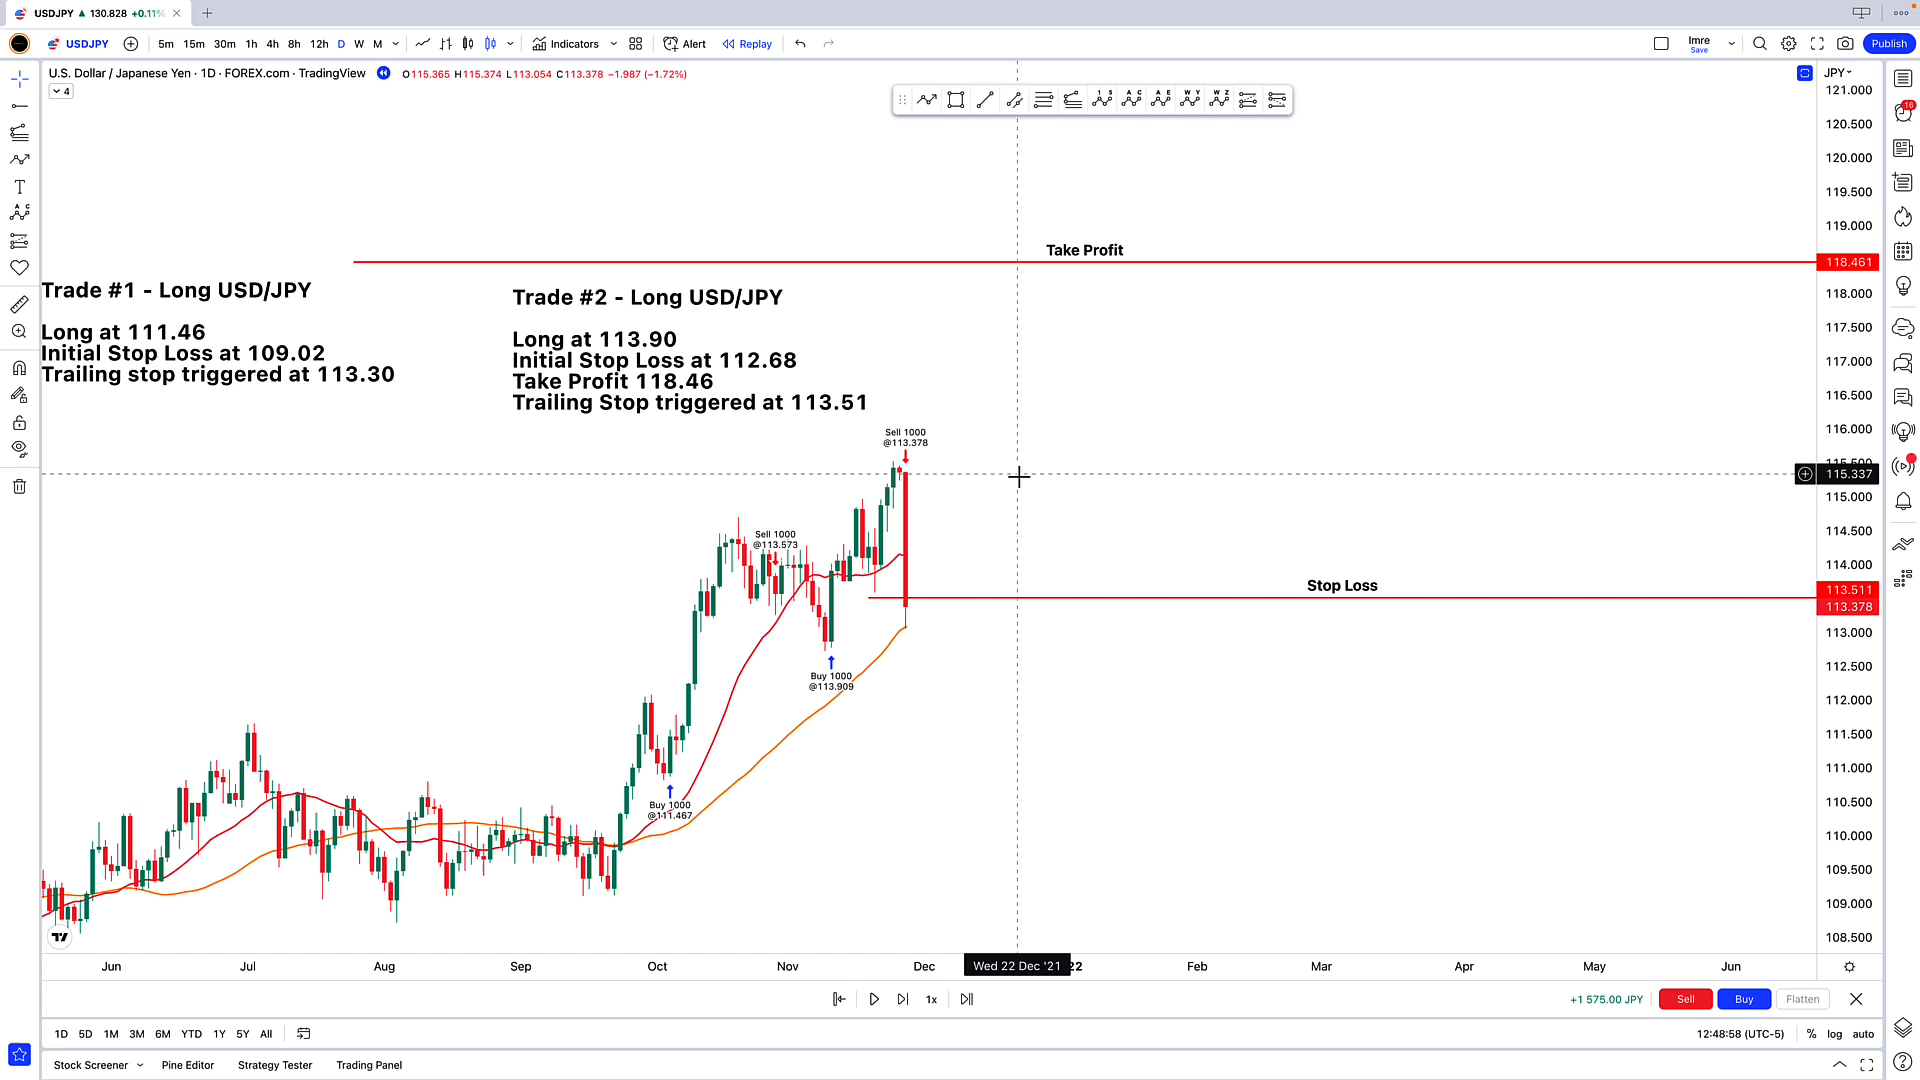 USDJPY ▲ 130.828 +0.11%
USDJPY 5m 15m 30m 1h 4h 8h 12h D W M Indicators Alert Replay Imre Save Publish
U.S. Dollar / Japanese Yen · 1D · FOREX.com · TradingView O115.365 H115.374 L113.054 C113.378 −1.987 (−1.72%)
4
JPY
16
1 5 A C A E W Y W Z
121.000
120.500
120.000
119.500
119.000
Take Profit
118.461
118.000
117.500
117.000
116.500
116.000
115.337
115.000
114.500
114.000
113.511
113.378
113.000
112.500
112.000
111.500
111.000
110.500
110.000
109.500
109.000
108.500
Trade #1 - Long USD/JPY
Long at 111.46
Initial Stop Loss at 109.02
Trailing stop triggered at 113.30
Trade #2 - Long USD/JPY
Long at 113.90
Initial Stop Loss at 112.68
Take Profit 118.46
Trailing Stop triggered at 113.51
Sell 1000
@113.378
Sell 1000
@113.573
Stop Loss
Buy 1000
@113.909
Buy 1000
@111.467
Jun Jul Aug Sep Oct Nov Dec Wed 22 Dec '21 22 Feb Mar Apr May Jun
1x +1 575.00 JPY Sell Buy Flatten
1D 5D 1M 3M 6M YTD 1Y 5Y All 12:48:58 (UTC-5) % log auto
Stock Screener Pine Editor Strategy Tester Trading Panel